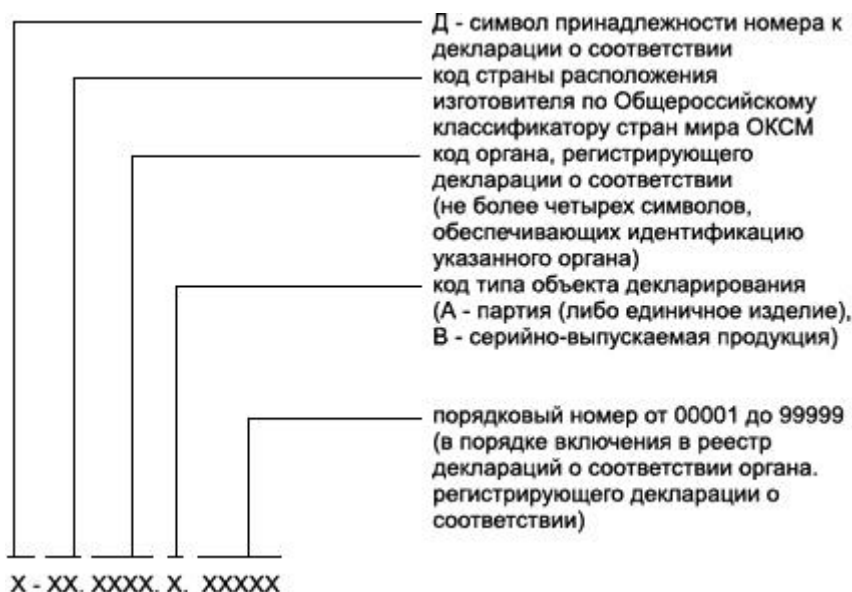 Д - символ принадлежности номера к
декларации о соответствии
код страны расположения
изготовителя по Общероссийскому
классификатору стран мира ОКСМ
код органа, регистрирующего
декларации о соответствии
(не более четырех символов,
обеспечивающих идентификацию
указанного органа)
код типа объекта декларирования
(А - партия (либо единичное изделие),
В - серийно-выпускаемая продукция)
порядковый номер от 00001 до 99999
(в порядке включения в реестр
деклараций о соответствии органа.
регистрирующего декларации о
соответствии)
Х - ХХ. ХХХХ. Х. ХХХХХ